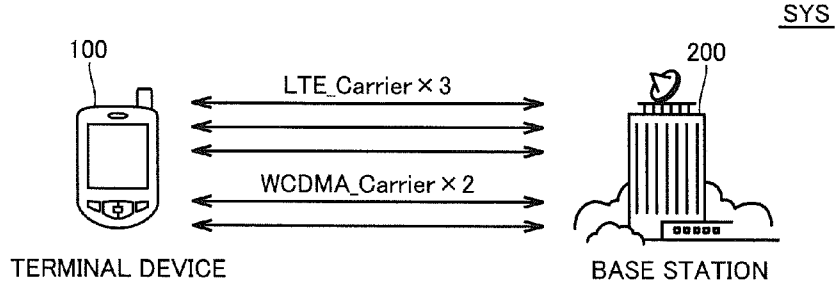 SYS
100
200
LTE_Carrier×3
WCDMA_Carrier×2
TERMINAL DEVICE
BASE STATION